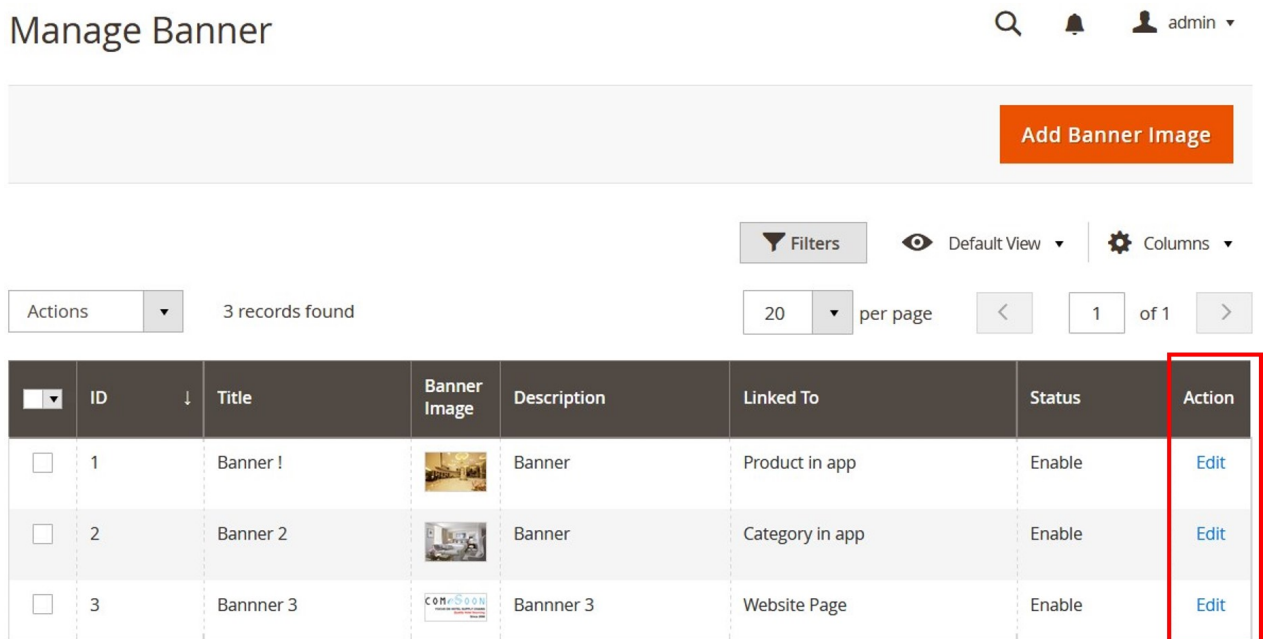 Manage Banner
admin
Add Banner Image
Filters
Default View
Columns
Actions
3 records found
20
per page
1
of 1
ID ↓ Title Banner Image Description Linked To Status Action
1 Banner ! Banner Product in app Enable Edit
2 Banner 2 Banner Category in app Enable Edit
3 Bannner 3 COMeSOON Bannner 3 Website Page Enable Edit